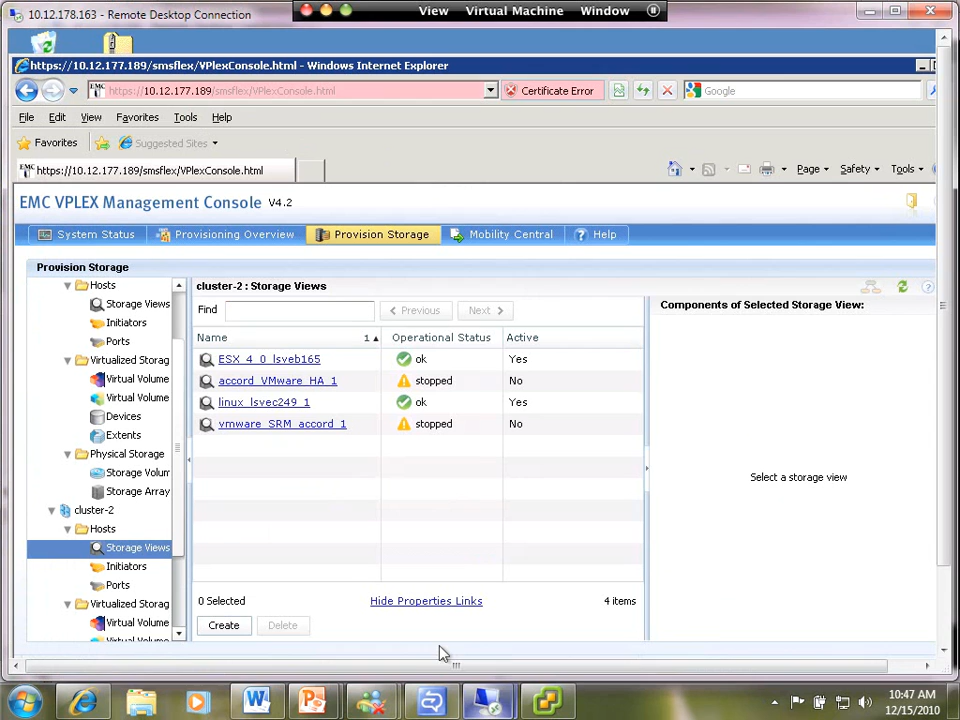 10.12.178.163 - Remote Desktop Connection
View Virtual Machine Window
https://10.12.177.189/smsflex/VPlexConsole.html - Windows Internet Explorer
EMC https://10.12.177.189/smsflex/VPlexConsole.html Certificate Error Google
File Edit View Favorites Tools Help
Favorites Suggested Sites
EMC https://10.12.177.189/smsflex/VPlexConsole.html Page Safety Tools
EMC VPLEX Management Console V4.2
System Status Provisioning Overview Provision Storage Mobility Central ? Help
Provision Storage
Hosts
Storage Views
Initiators
Ports
Virtualized Storag
Virtual Volume
Virtual Volume
Devices
Extents
Physical Storage
Storage Volum
Storage Array
cluster-2
Hosts
Storage Views
Initiators
Ports
Virtualized Storag
Virtual Volume
cluster-2 : Storage Views
Find Previous Next
Name 1 Operational Status Active
ESX_4_0_lsveb165 ok Yes
accord_VMware_HA_1 stopped No
linux_lsvec249_1 ok Yes
vmware_SRM_accord_1 stopped No
0 Selected Hide Properties Links 4 items
Create Delete
Components of Selected Storage View:
Select a storage view
10:47 AM
12/15/2010